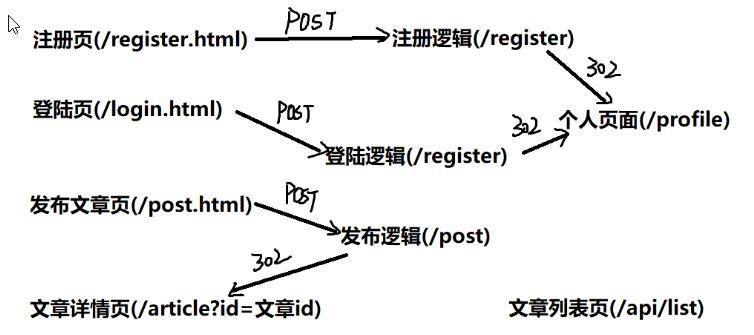 POST
注册页(/register.html)
注册逻辑(/register)
302
登陆页(/login.html)
POST
302
个人页面(/profile)
登陆逻辑(/register)
发布文章页(/post.html)
POST
发布逻辑(/post)
302
文章详情页(/article?id=文章id)
文章列表页(/api/list)